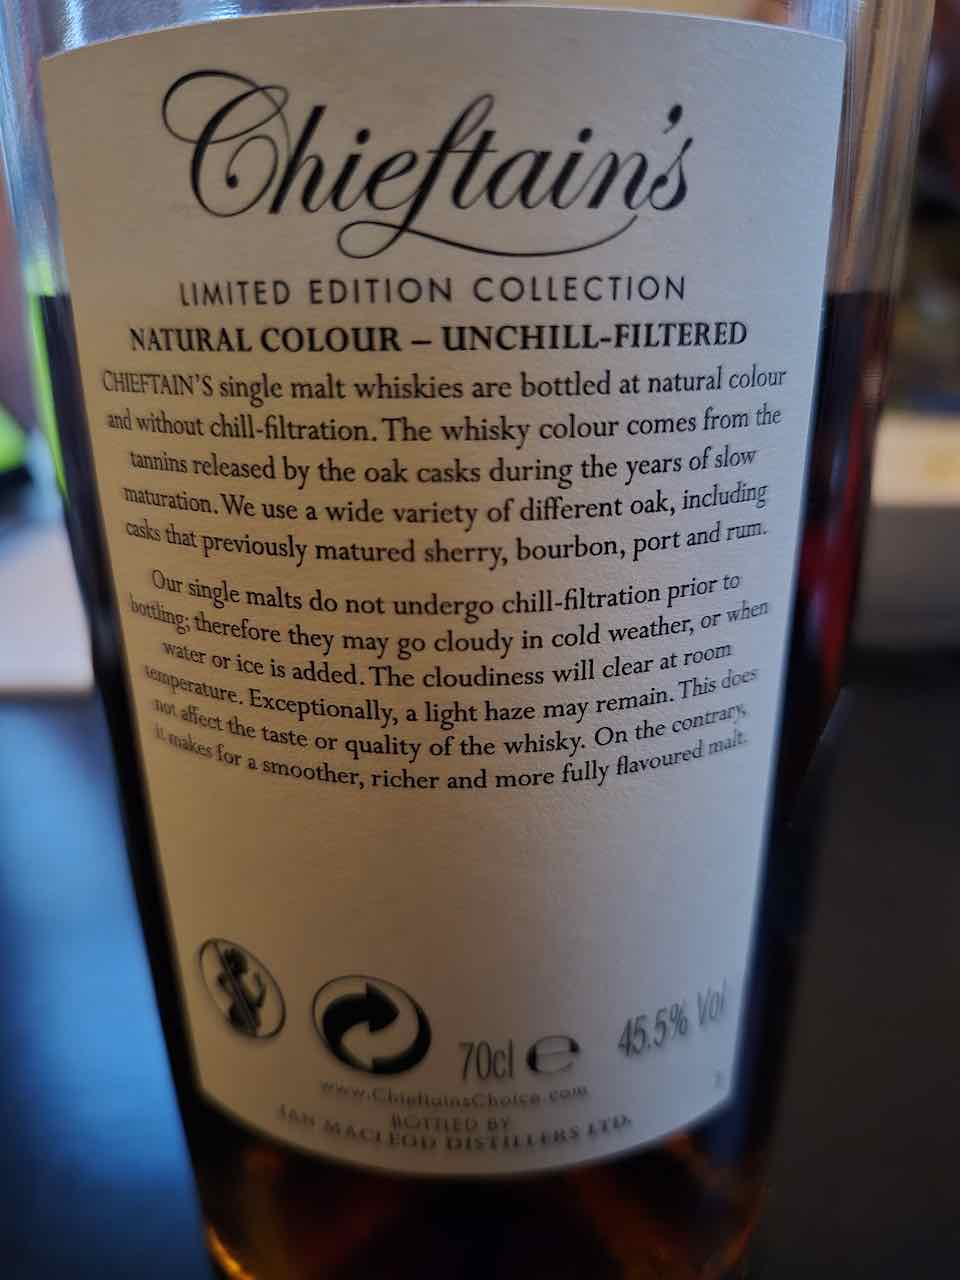 Chieftain's
LIMITED EDITION COLLECTION
NATURAL COLOUR – UNCHILL-FILTERED
CHIEFTAIN'S single malt whiskies are bottled at natural colour
and without chill-filtration. The whisky colour comes from the
tannins released by the oak casks during the years of slow
maturation. We use a wide variety of different oak, including
casks that previously matured sherry, bourbon, port and rum.
Our single malts do not undergo chill-filtration prior to
bottling; therefore they may go cloudy in cold weather, or when
water or ice is added. The cloudiness will clear at room
temperature. Exceptionally, a light haze may remain. This does
not affect the taste or quality of the whisky. On the contrary,
it makes for a smoother, richer and more fully flavoured malt.
70cl e 45.5% Vol
www.ChieftainsChoice.com
BOTTLED BY
IAN MACLEOD DISTILLERS LTD.